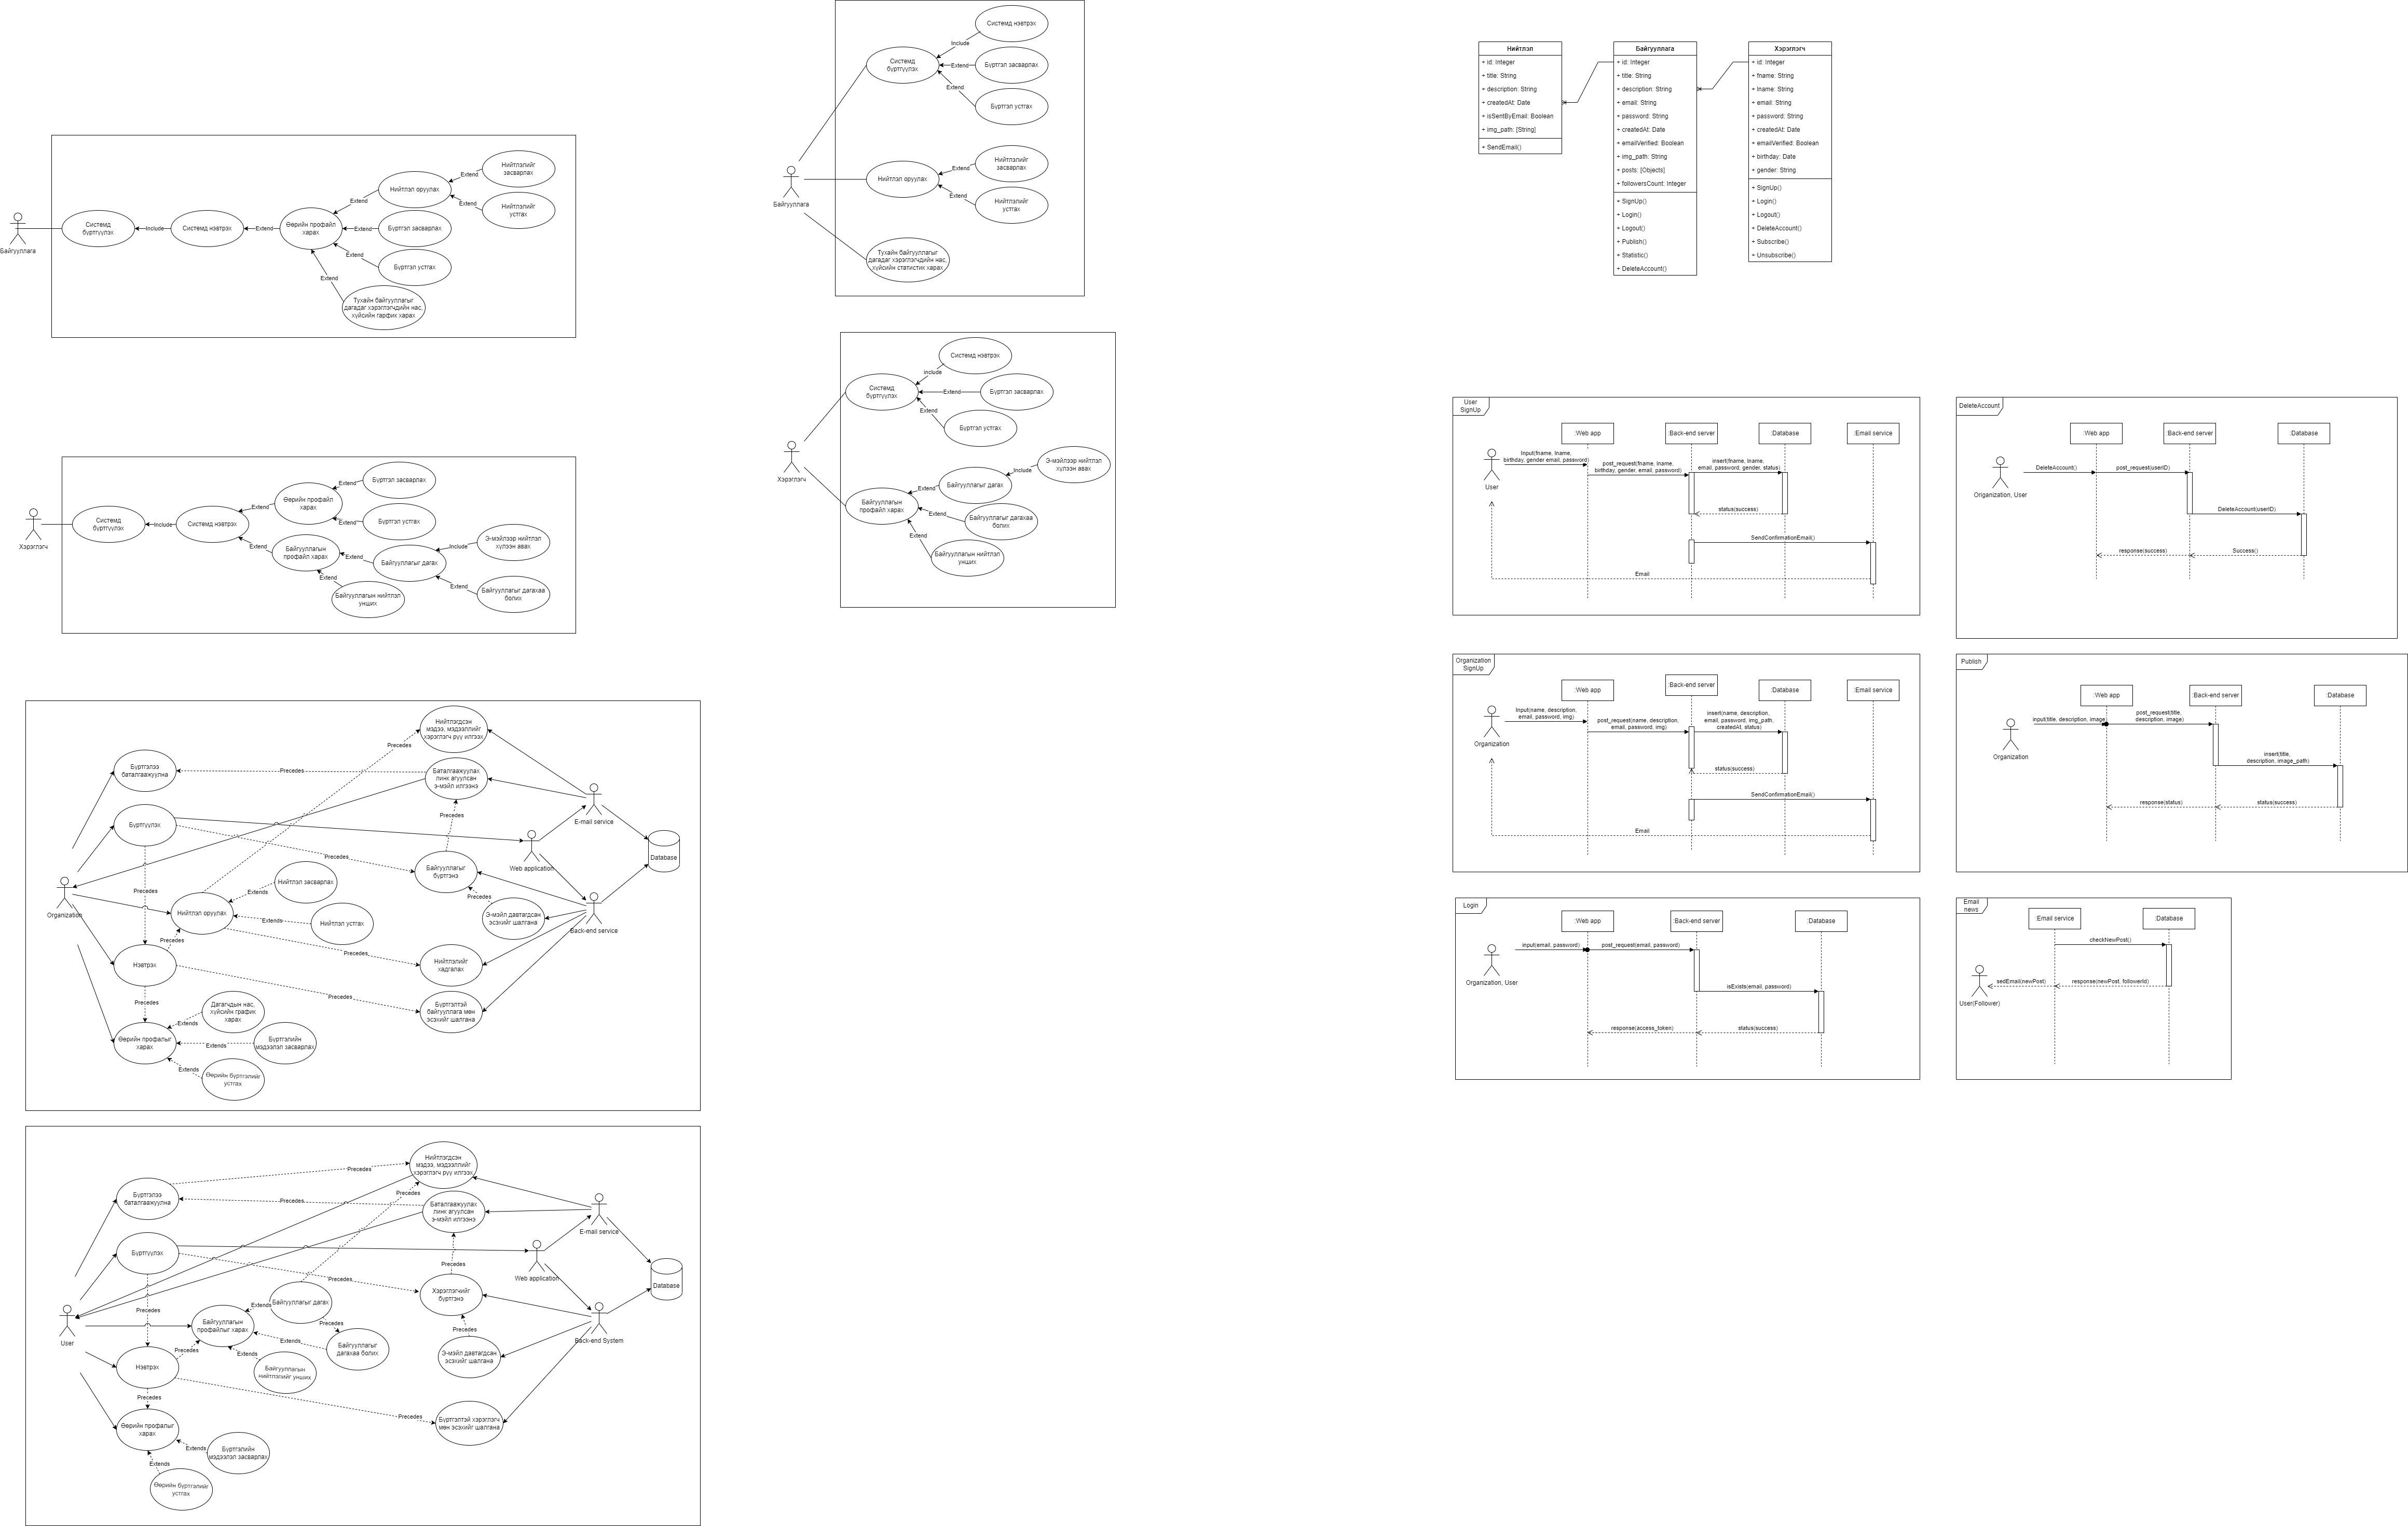 Байгууллага
Системд
бүртгүүлэх
Include
Системд нэвтрэх
Extend
Өөрийн профайл
харах
Extend
Нийтлэл оруулах
Extend
Нийтлэлийг
засварлах
Extend
Нийтлэлийг
устгах
Extend
Бүртгэл засварлах
Extend
Бүртгэл устгах
Extend
Тухайн байгууллагыг
дагадаг хэрэглэгчдийн нас,
хүйсийн гарфик харах
Хэрэглэгч
Системд
бүртгүүлэх
Include
Системд нэвтрэх
Extend
Өөрийн профайл
харах
Extend
Бүртгэл засварлах
Extend
Бүртгэл устгах
Extend
Байгууллагын
профайл харах
Extend
Байгууллагыг дагах
Include
Э-мэйлээр нийтлэл
хүлээн авах
Extend
Байгууллагыг дагахаа
болих
Extend
Байгууллагын нийтлэл
унших
Байгууллага
Системд
бүртгүүлэх
Include
Системд нэвтрэх
Extend
Бүртгэл засварлах
Extend
Бүртгэл устгах
Нийтлэл оруулах
Extend
Нийтлэлийг
засварлах
Extend
Нийтлэлийг
устгах
Тухайн байгууллагыг
дагадаг хэрэглэгчдийн нас,
хүйсийн статистик харах
Хэрэглэгч
Системд
бүртгүүлэх
Include
Системд нэвтрэх
Extend
Бүртгэл засварлах
Extend
Бүртгэл устгах
Байгууллагын
профайл харах
Extend
Байгууллагыг дагах
Include
Э-мэйлээр нийтлэл
хүлээн авах
Extend
Байгууллагыг дагахаа
болих
Extend
Байгууллагын нийтлэл
унших
Organization
Бүртгэлээ
баталгаажуулна
Бүртгүүлэх
Precedes
Нийтлэл оруулах
Extends
Нийтлэл засварлах
Extends
Нийтлэл устгах
Precedes
Нэвтрэх
Precedes
Өөрийн профалыг
харах
Extends
Дагагчдын нас,
хүйсийн график
харах
Extends
Бүртгэлийн
мэдээлэл засварлах
Extends
Өөрийн бүртгэлийг
устгах
Precedes
Нийтлэгдсэн
мэдээ, мэдээллийг
хэрэглэгч рүү илгээх
Precedes
Баталгаажуулах
линк агуулсан
э-мэйл илгээнэ
Precedes
Precedes
Байгууллагыг
бүртгэнэ
Precedes
Э-мэйл давтагдсан
эсэхийг шалгана
Precedes
Нийтлэлийг
хадгалах
Precedes
Бүртгэлтэй
байгууллага мөн
эсэхийг шалгана
E-mail service
Web application
Back-end service
Database
User
Бүртгэлээ
баталгаажуулна
Precedes
Нийтлэгдсэн
мэдээ, мэдээллийг
хэрэглэгч рүү илгээх
Precedes
Precedes
Баталгаажуулах
линк агуулсан
э-мэйл илгээнэ
Бүртгүүлэх
Precedes
Precedes
Хэрэглэгчийг
бүртгэнэ
Precedes
Precedes
Э-мэйл давтагдсан
эсэхийг шалгана
Байгууллагын
профайлыг харах
Extends
Байгууллагыг дагах
Precedes
Extends
Байгууллагыг
дагахаа болих
Extends
Байгууллагын
нийтлэлийг унших
Precedes
Нэвтрэх
Precedes
Precedes
Бүртгэлтэй хэрэглэгч
мөн эсэхийг шалгана
Өөрийн профалыг
харах
Extends
Бүртгэлийн
мэдээлэл засварлах
Extends
Өөрийн бүртгэлийг
устгах
E-mail service
Web application
Back-end System
Database
Нийтлэл
+ id: Integer
+ title: String
+ description: String
+ createdAt: Date
+ isSentByEmail: Boolean
+ img_path: [String]
+ SendEmail()
Байгууллага
+ id: Integer
+ title: String
+ description: String
+ email: String
+ password: String
+ createdAt: Date
+ emailVerified: Boolean
+ img_path: String
+ posts: [Objects]
+ followersCount: Integer
+ SignUp()
+ Login()
+ Logout()
+ Publish()
+ Statistic()
+ DeleteAccount()
Хэрэглэгч
+ id: Integer
+ fname: String
+ lname: String
+ email: String
+ password: String
+ createdAt: Date
+ emailVerified: Boolean
+ birthday: Date
+ gender: String
+ SignUp()
+ Login()
+ Logout()
+ DeleteAccount()
+ Subscribe()
+ Unsubscribe()
User
SignUp
:Web app
:Back-end server
:Database
:Email service
User
Input(fname, lname,
birthday, gender email, password)
post_request(fname, lname,
birthday, gender, email, password)
insert(fname, lname,
email, password, gender, status)
status(success)
SendConfirmationEmail()
Email
DeleteAccount
:Web app
:Back-end server
:Database
Organization, User
DeleteAccount()
post_request(userID)
DeleteAccount(userID)
response(success)
Success()
Organization
SignUp
:Web app
:Back-end server
:Database
:Email service
Organization
Input(name, description,
email, password, img)
post_request(name, description,
email, password, img)
insert(name, description,
email, password, img_path,
createdAt, status)
status(success)
SendConfirmationEmail()
Email
Publish
:Web app
:Back-end server
:Database
Organization
input(title, description, image)
post_request(title,
description, image)
insert(title,
description, image_path)
response(status)
status(success)
Login
:Web app
:Back-end server
:Database
Organization, User
input(email, password)
post_request(email, password)
isExists(email, password)
response(access_token)
status(success)
Email
news
:Email service
:Database
User(Follower)
checkNewPost()
sedEmail(newPost)
response(newPost, followerId)